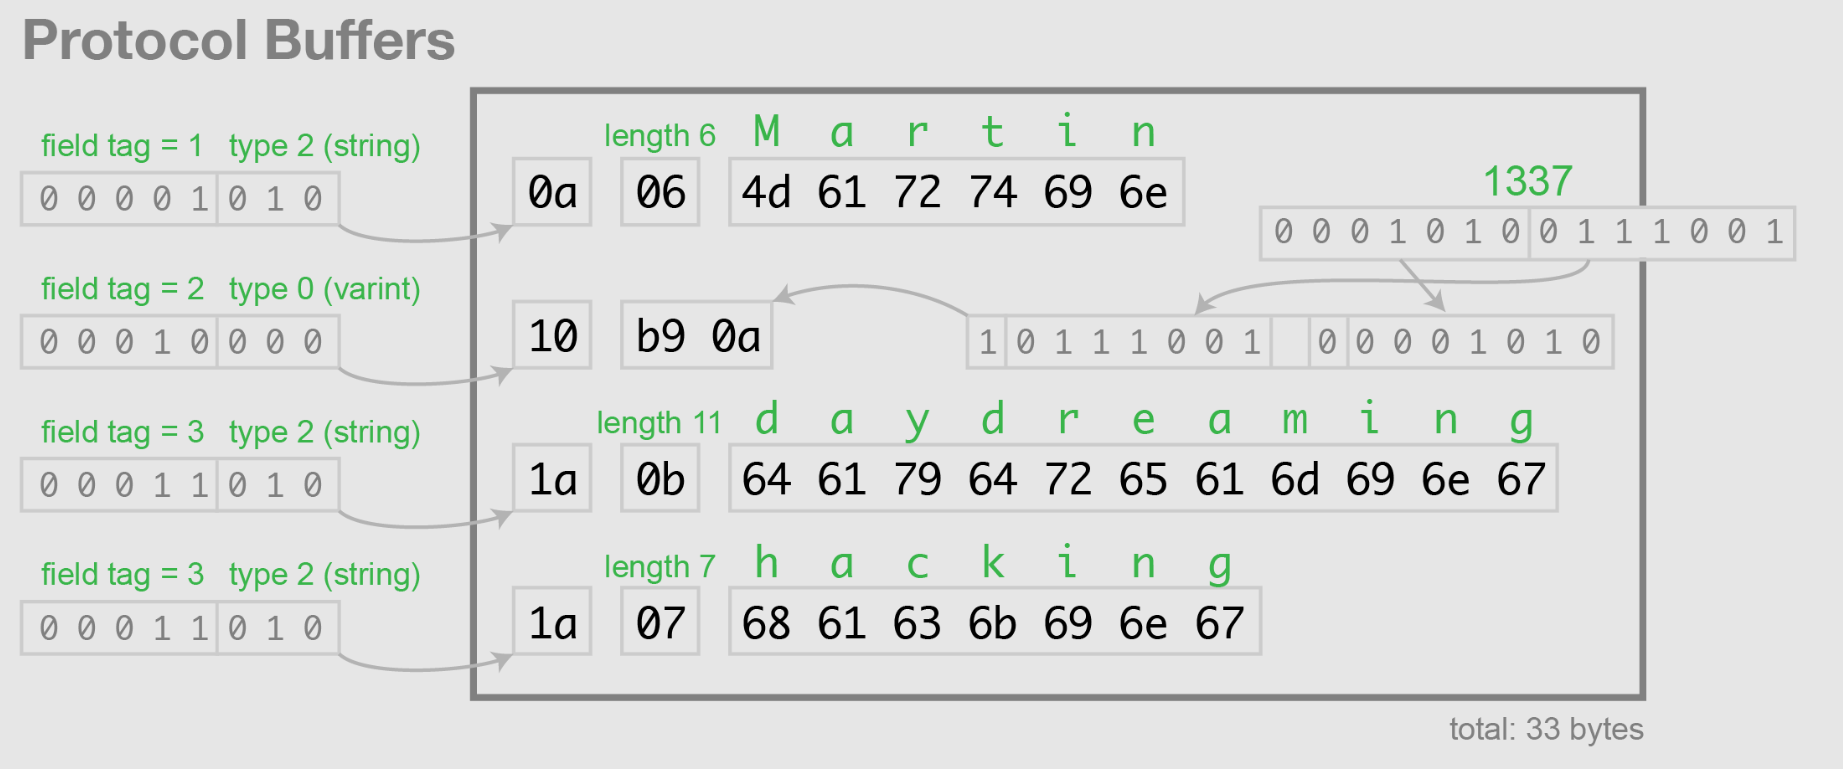 Protocol Buffers
field tag = 1 type 2 (string)
0 0 0 0 1 0 1 0
0a
length 6
06
M a r t i n
4d 61 72 74 69 6e
1337
0 0 0 1 0 1 0 0 1 1 1 0 0 1
field tag = 2 type 0 (varint)
0 0 0 1 0 0 0 0
10
b9 0a
1 0 1 1 1 0 0 1 0 0 0 0 1 0 1 0
field tag = 3 type 2 (string)
0 0 0 1 1 0 1 0
1a
length 11
0b
d a y d r e a m i n g
64 61 79 64 72 65 61 6d 69 6e 67
field tag = 3 type 2 (string)
0 0 0 1 1 0 1 0
1a
length 7
07
h a c k i n g
68 61 63 6b 69 6e 67
total: 33 bytes